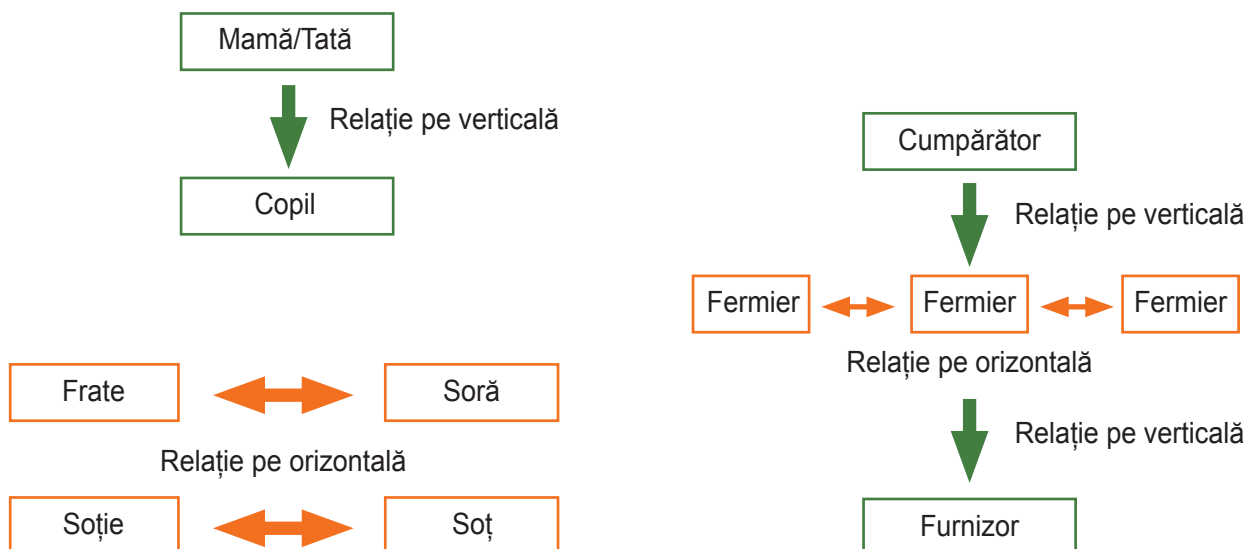 Mamă/Tată
Relație pe verticală
Copil
Frate
Soră
Relație pe orizontală
Soție
Soț
Cumpărător
Relație pe verticală
Fermier
Fermier
Fermier
Relație pe orizontală
Relație pe verticală
Furnizor